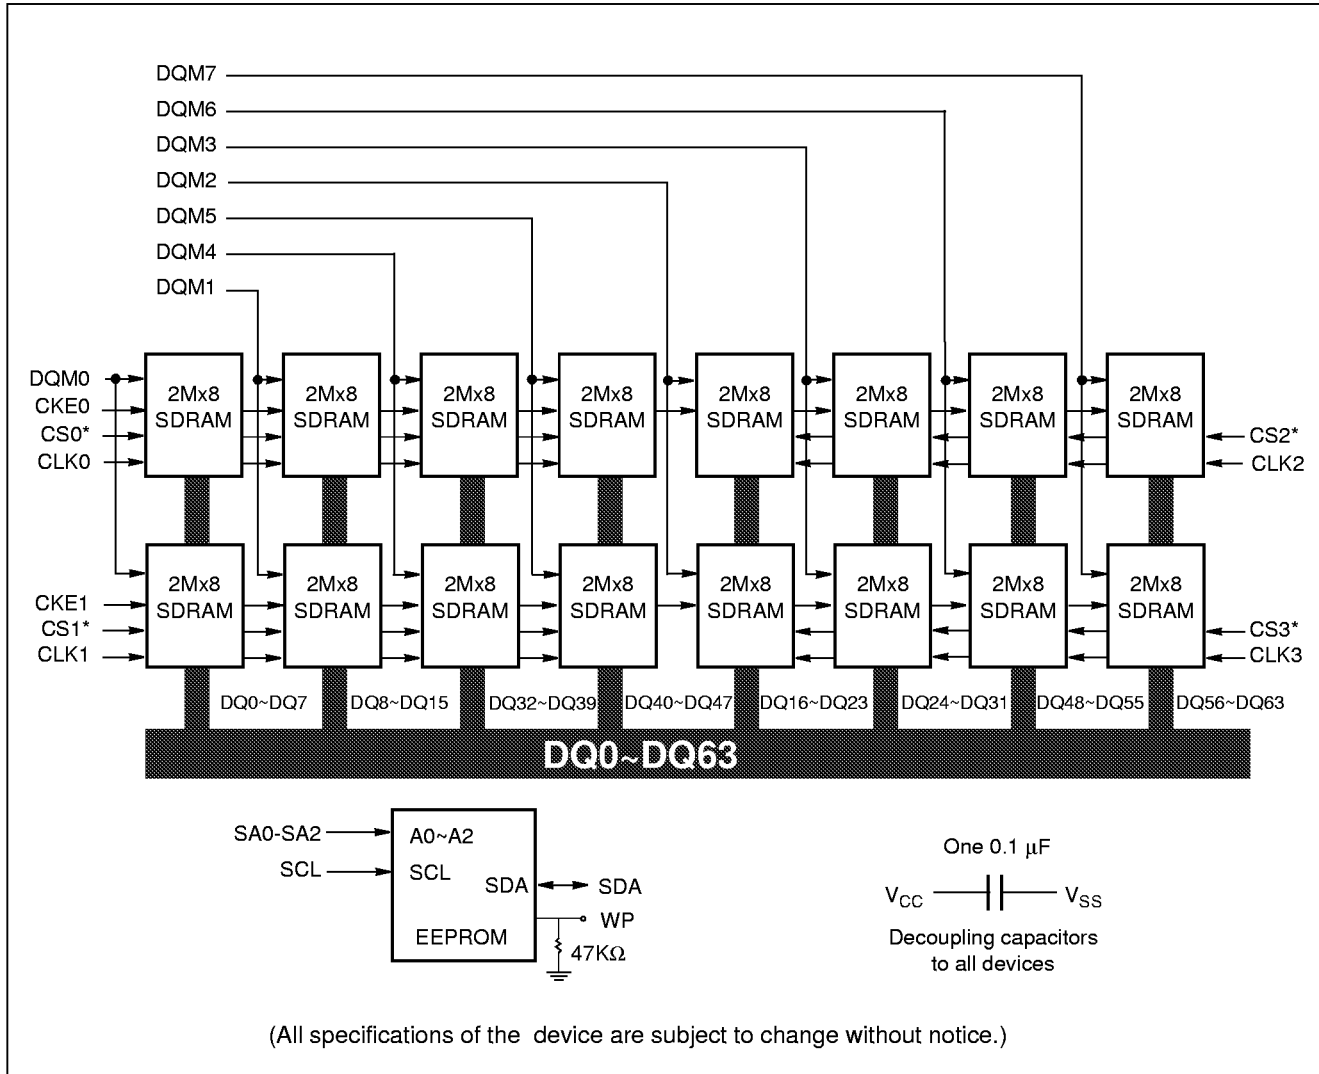 DQM7
DQM6
DQM3
DQM2
DQM5
DQM4
DQM1
DQM0
CKE0
CS0*
CLK0
2Mx8 SDRAM
2Mx8 SDRAM
2Mx8 SDRAM
2Mx8 SDRAM
2Mx8 SDRAM
2Mx8 SDRAM
2Mx8 SDRAM
2Mx8 SDRAM
CS2*
CLK2
CKE1
CS1*
CLK1
2Mx8 SDRAM
2Mx8 SDRAM
2Mx8 SDRAM
2Mx8 SDRAM
2Mx8 SDRAM
2Mx8 SDRAM
2Mx8 SDRAM
2Mx8 SDRAM
CS3*
CLK3
DQ0~DQ7
DQ8~DQ15
DQ32~DQ39
DQ40~DQ47
DQ16~DQ23
DQ24~DQ31
DQ48~DQ55
DQ56~DQ63
DQ0~DQ63
SA0-SA2
SCL
A0~A2
SCL
SDA
EEPROM
SDA
WP
47KΩ
One 0.1 μF
VCC
VSS
Decoupling capacitors
to all devices
(All specifications of the device are subject to change without notice.)